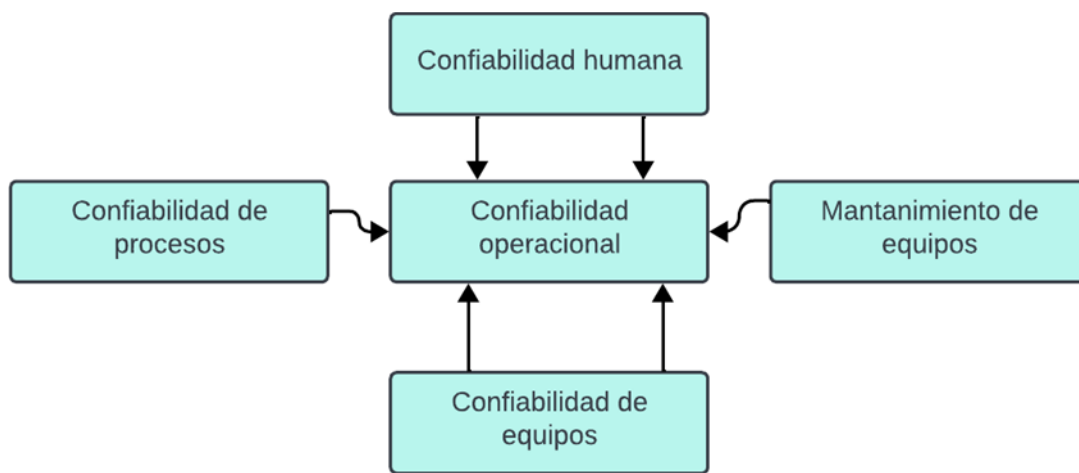 Confiabilidad humana
Confiabilidad de
procesos
Confiabilidad
operacional
Mantanimiento de
equipos
Confiabilidad de
equipos